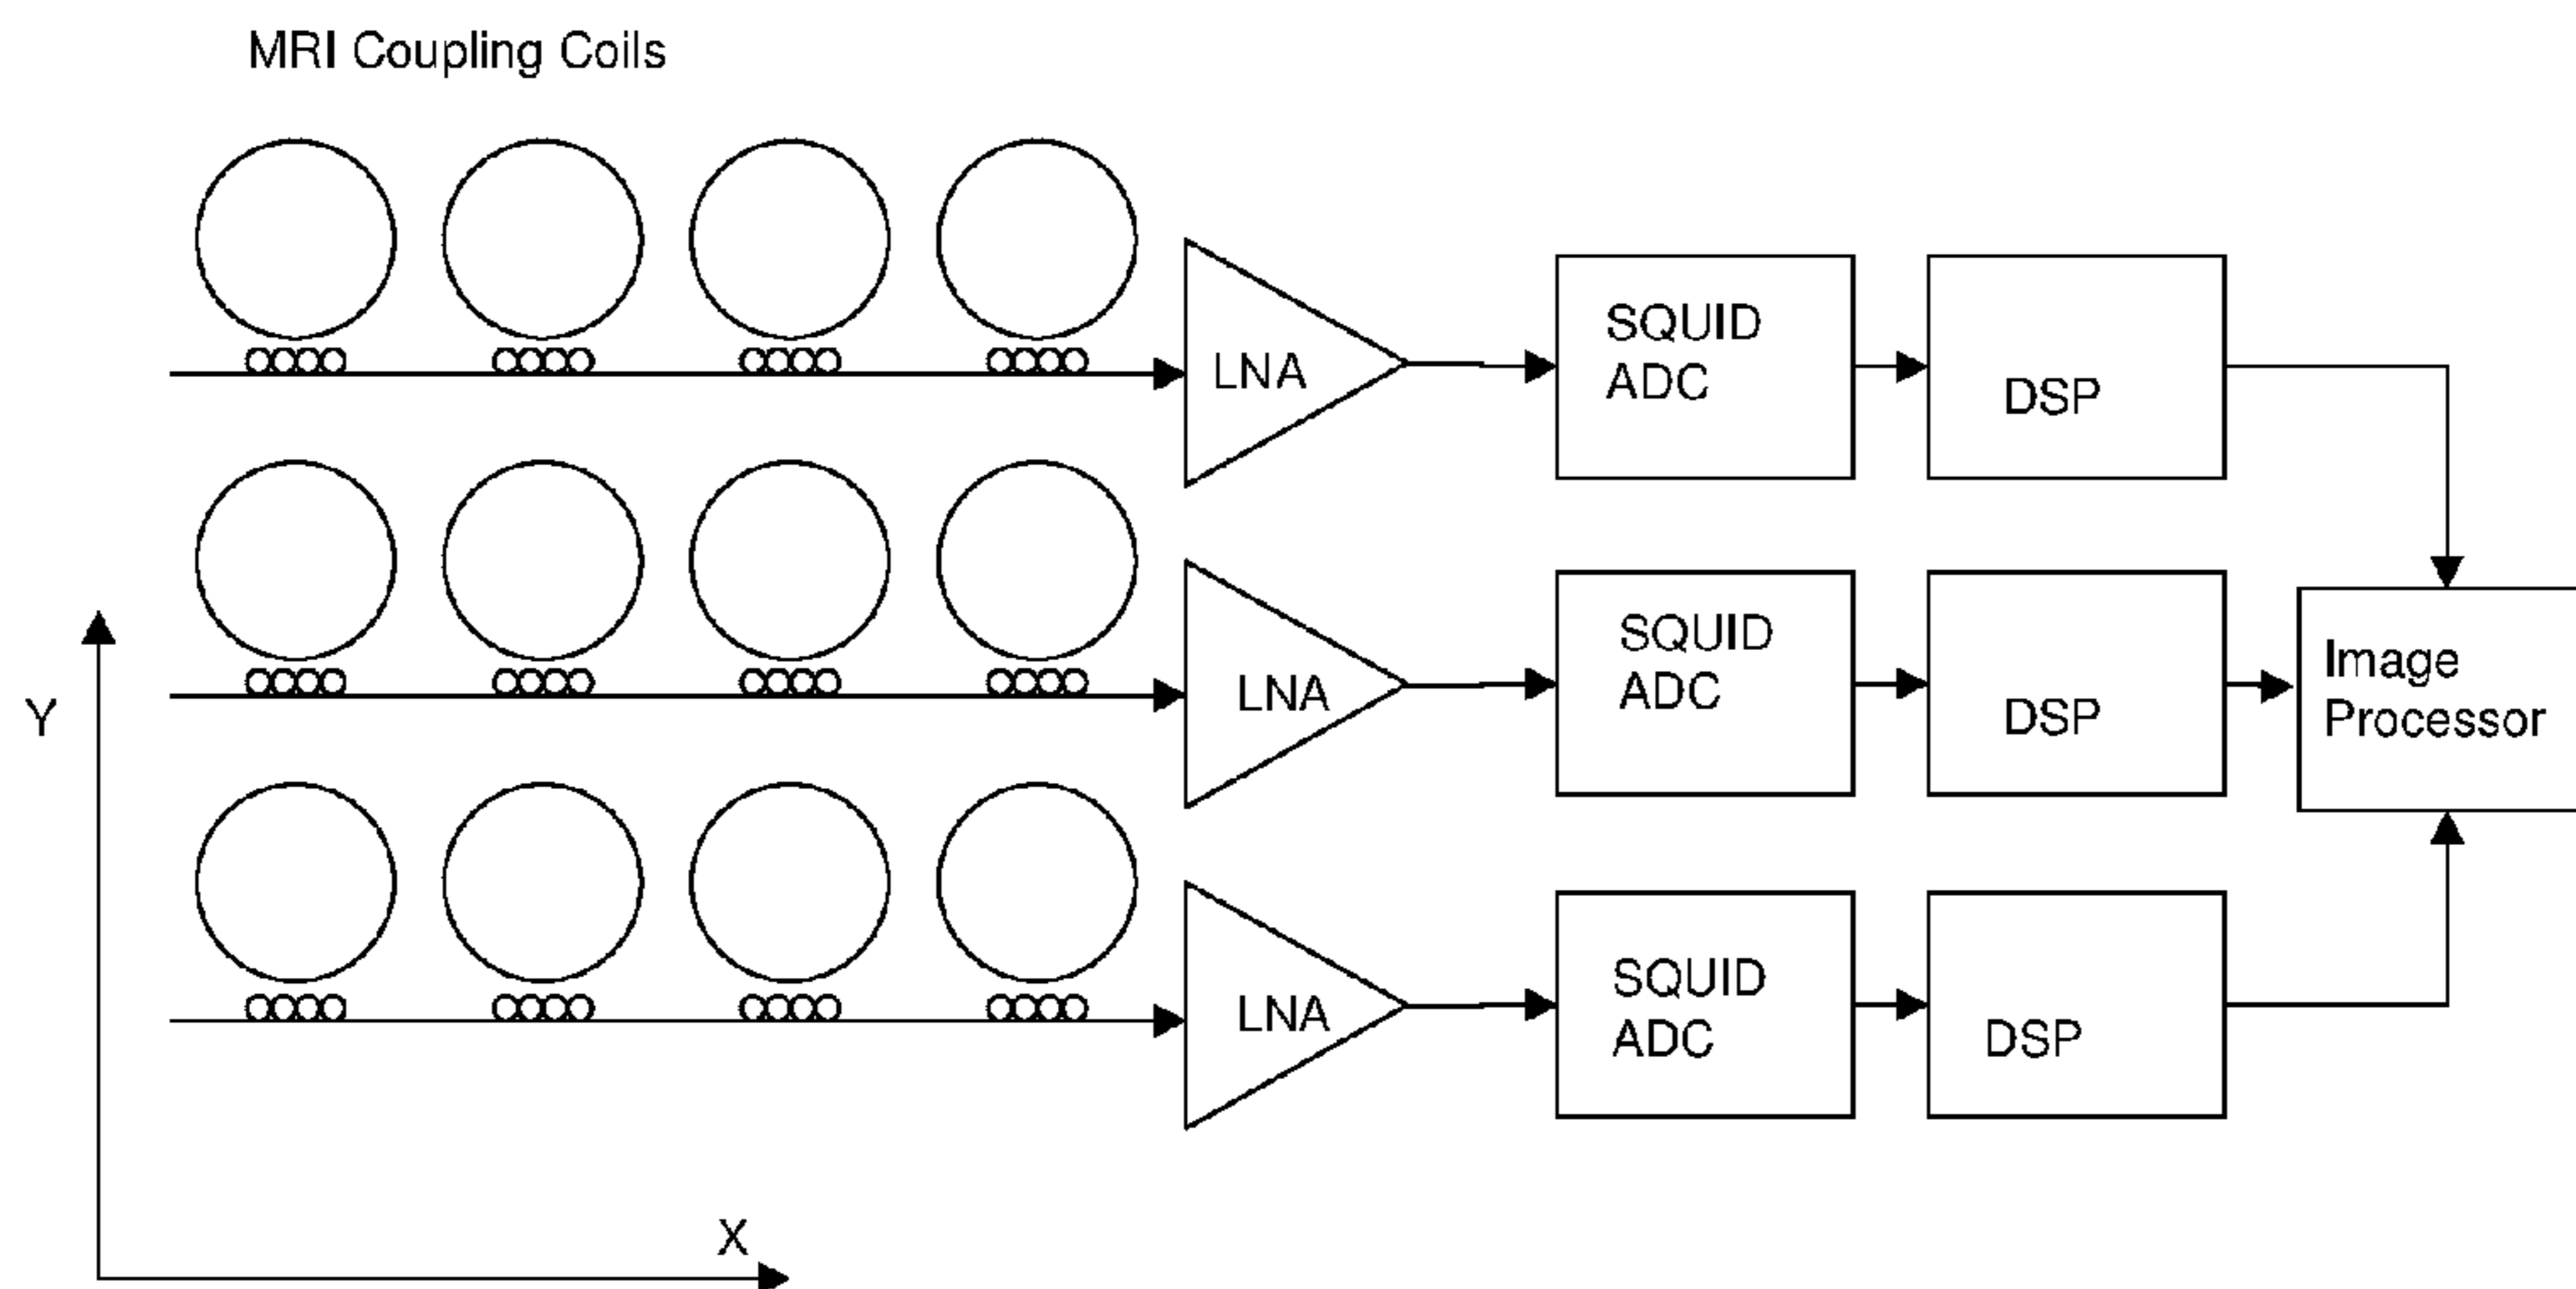 MRI Coupling Coils
LNA
SQUID
ADC
DSP
LNA
SQUID
ADC
DSP
Image
Processor
Y
LNA
SQUID
ADC
DSP
X